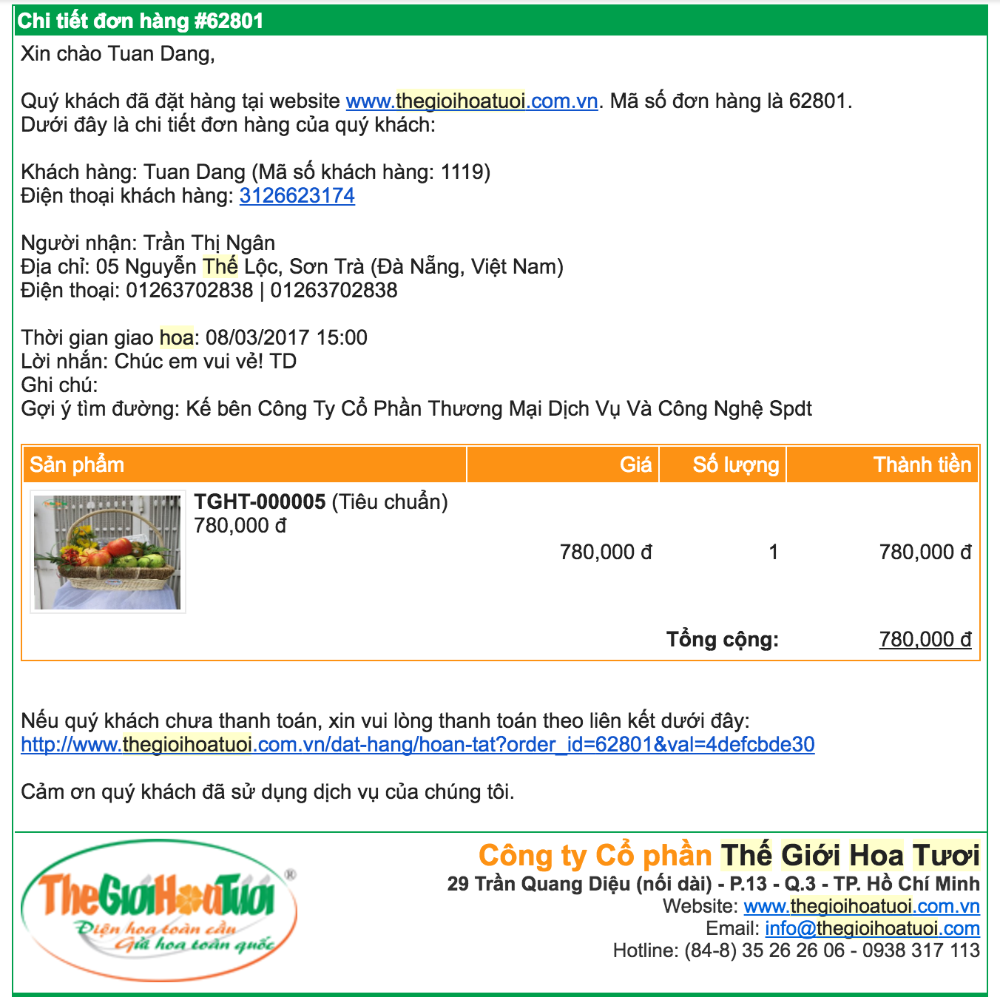 Chi tiết đơn hàng #62801
Xin chào Tuan Dang,
Quý khách đã đặt hàng tại website www.thegioihoatuoi.com.vn. Mã số đơn hàng là 62801.
Dưới đây là chi tiết đơn hàng của quý khách:
Khách hàng: Tuan Dang (Mã số khách hàng: 1119)
Điện thoại khách hàng: 3126623174
Người nhận: Trần Thị Ngân
Địa chỉ: 05 Nguyễn Thế Lộc, Sơn Trà (Đà Nẵng, Việt Nam)
Điện thoại: 01263702838 | 01263702838
Thời gian giao hoa: 08/03/2017 15:00
Lời nhắn: Chúc em vui vẻ! TD
Ghi chú:
Gợi ý tìm đường: Kế bên Công Ty Cổ Phần Thương Mại Dịch Vụ Và Công Nghệ Spdt
Sản phẩm Giá Số lượng Thành tiền
TGHT-000005 (Tiêu chuẩn)
780,000 đ
780,000 đ 1 780,000 đ
Tổng cộng: 780,000 đ
Nếu quý khách chưa thanh toán, xin vui lòng thanh toán theo liên kết dưới đây:
http://www.thegioihoatuoi.com.vn/dat-hang/hoan-tat?order_id=62801&val=4defcbde30
Cảm ơn quý khách đã sử dụng dịch vụ của chúng tôi.
TheGiớiHoaTươi®
Điện hoa toàn cầu
Gửi hoa toàn quốc
Công ty Cổ phần Thế Giới Hoa Tươi
29 Trần Quang Diệu (nối dài) - P.13 - Q.3 - TP. Hồ Chí Minh
Website: www.thegioihoatuoi.com.vn
Email: info@thegioihoatuoi.com
Hotline: (84-8) 35 26 26 06 - 0938 317 113